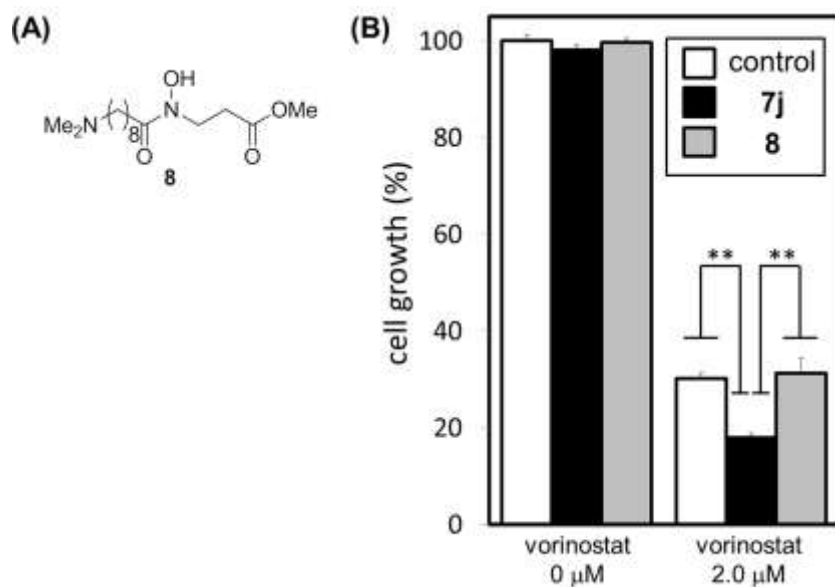 (A)
OH
Me2N
8
N
OMe
O
O
8
(B)
cell growth (%)
100
80
60
40
20
0
control
7j
8
**
**
vorinostat
0 μM
vorinostat
2.0 μM